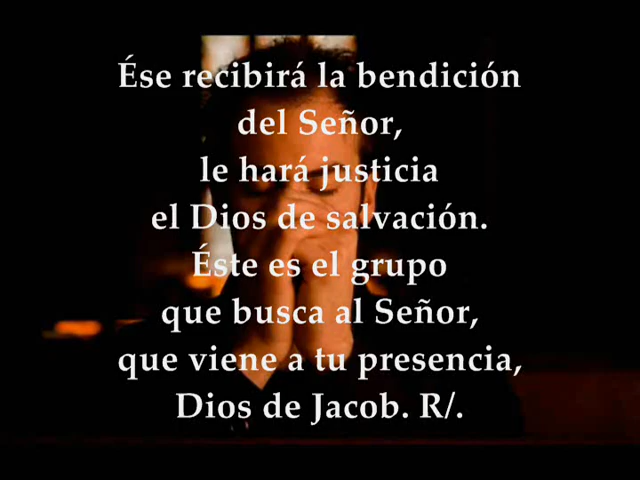 Ése recibirá la bendición
del Señor,
le hará justicia
el Dios de salvación.
Éste es el grupo
que busca al Señor,
que viene a tu presencia,
Dios de Jacob. R/.